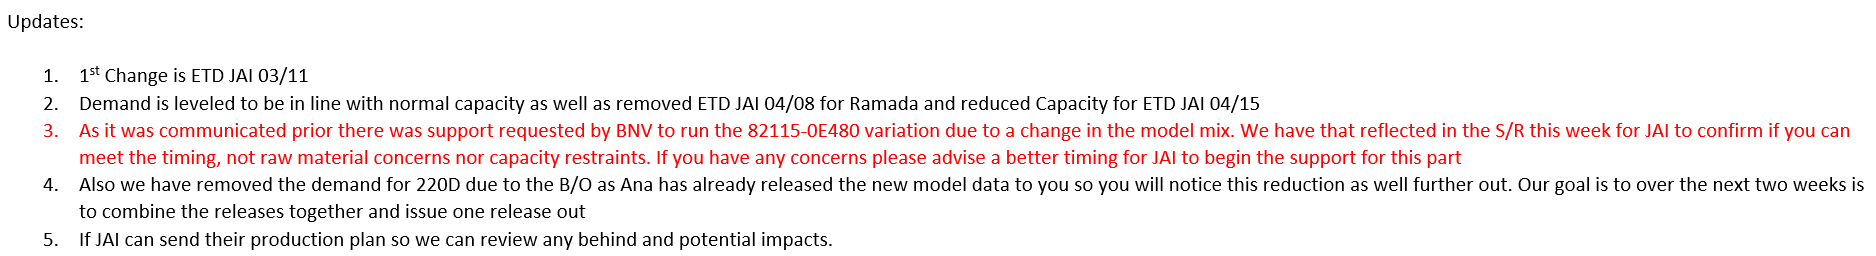 Updates:
1. 1st Change is ETD JAI 03/11
2. Demand is leveled to be in line with normal capacity as well as removed ETD JAI 04/08 for Ramada and reduced Capacity for ETD JAI 04/15
3. As it was communicated prior there was support requested by BNV to run the 82115-0E480 variation due to a change in the model mix. We have that reflected in the S/R this week for JAI to confirm if you can
meet the timing, not raw material concerns nor capacity restraints. If you have any concerns please advise a better timing for JAI to begin the support for this part
4. Also we have removed the demand for 220D due to the B/O as Ana has already released the new model data to you so you will notice this reduction as well further out. Our goal is to over the next two weeks is
to combine the releases together and issue one release out
5. If JAI can send their production plan so we can review any behind and potential impacts.